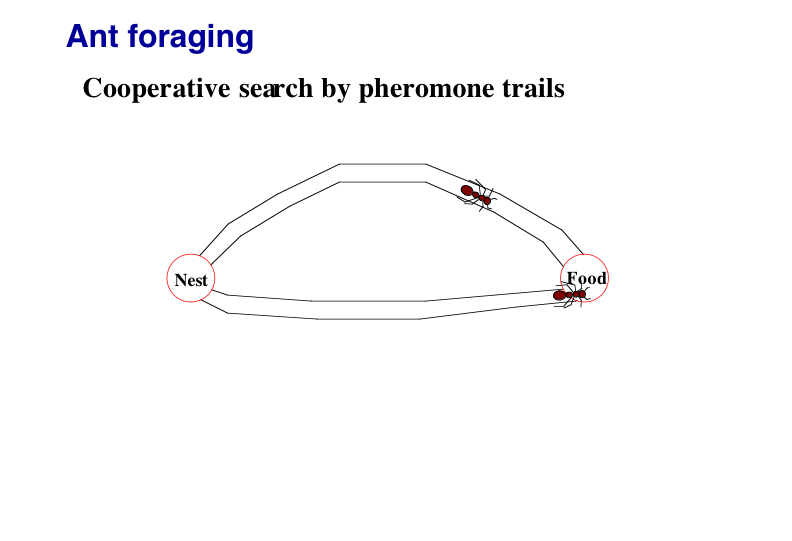 Ant foraging
Cooperative search by pheromone trails
Nest
Food